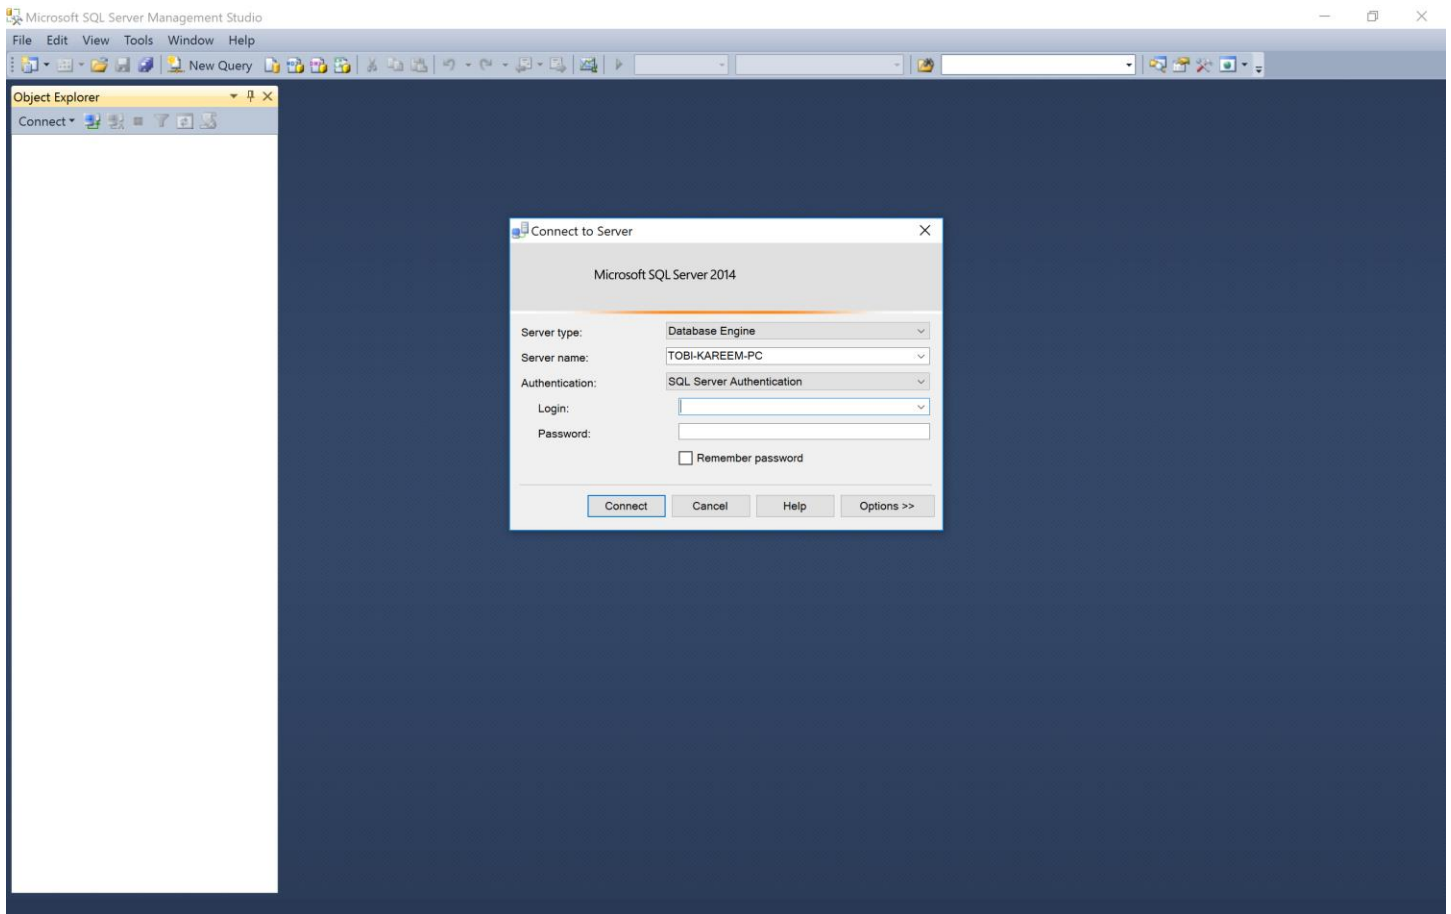 Microsoft SQL Server Management Studio
File Edit View Tools Window Help
New Query
Object Explorer
Connect
Connect to Server
Microsoft SQL Server 2014
Server type: Database Engine
Server name: TOBI-KAREEM-PC
Authentication: SQL Server Authentication
Login:
Password:
Remember password
Connect Cancel Help Options >>